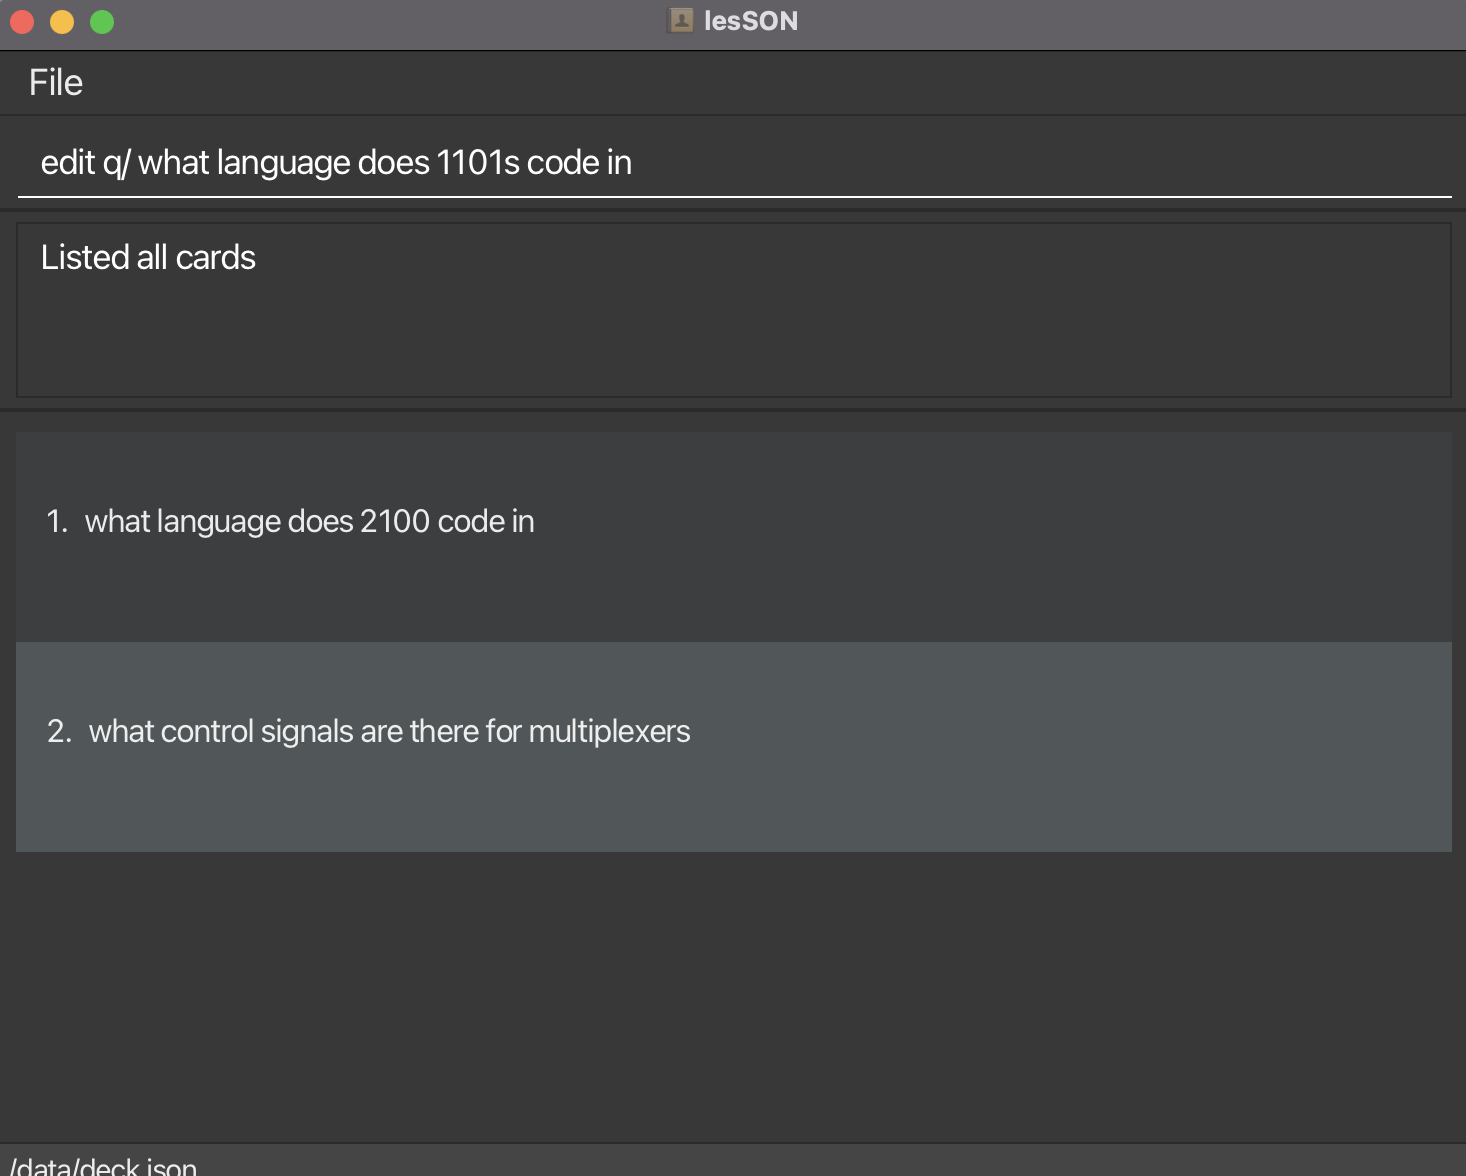 lesSON
File
edit q/ what language does 1101s code in
Listed all cards
1. what language does 2100 code in
2. what control signals are there for multiplexers
/data/deck.json